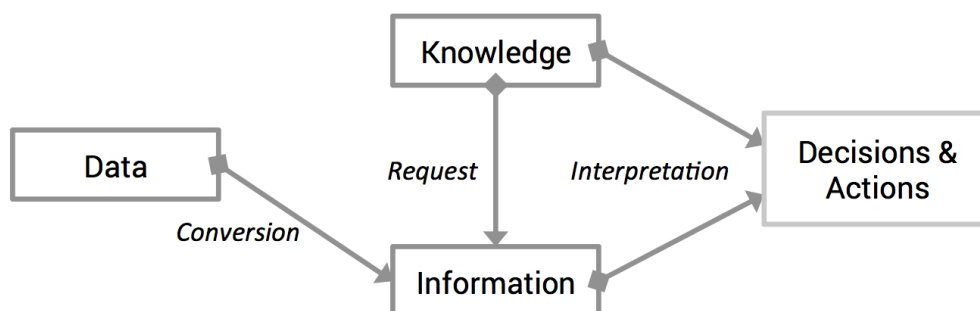 Knowledge
Data
Request
Interpretation
Decisions &
Actions
Conversion
Information